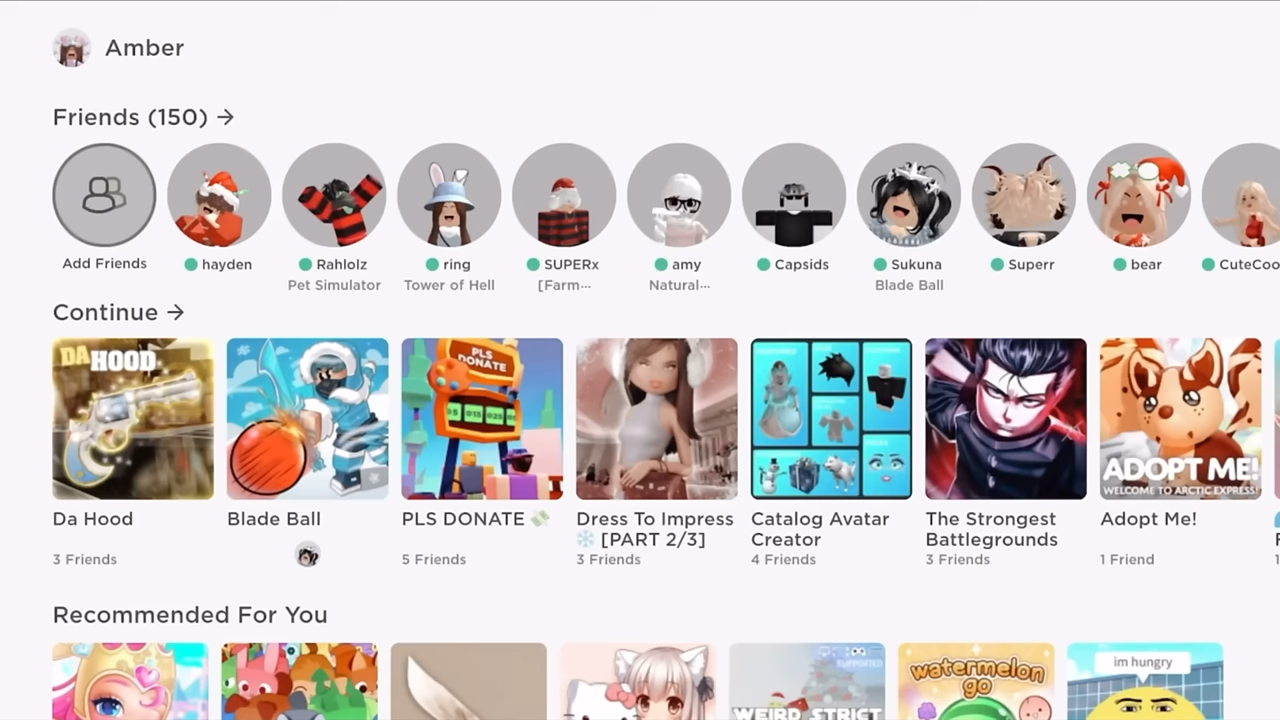 Amber
Friends (150) →
Add Friends
hayden
Rahlolz
ring
SUPERx
amy
Capsids
Sukuna
Superr
bear
CuteCoo
Pet Simulator
Tower of Hell
[Farm...
Natural...
Blade Ball
Continue →
DA HOOD
PLS
DONATE
ADOPT ME!
WELCOME TO ARCTIC EXPRESS!
Da Hood
Blade Ball
PLS DONATE 💸
Dress To Impress
❄️ [PART 2/3]
Catalog Avatar
Creator
The Strongest
Battlegrounds
Adopt Me!
3 Friends
5 Friends
3 Friends
4 Friends
3 Friends
1 Friend
Recommended For You
SUPPORTED
WEIRD STRICT
watermelon
go
im hungry